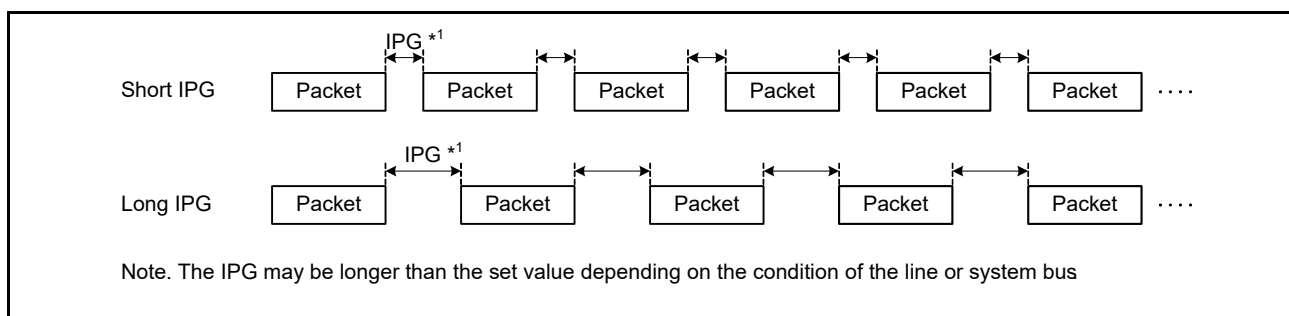 IPG *1
Short IPG Packet Packet Packet Packet Packet Packet ····
IPG *1
Long IPG Packet Packet Packet Packet Packet ····
Note. The IPG may be longer than the set value depending on the condition of the line or system bus